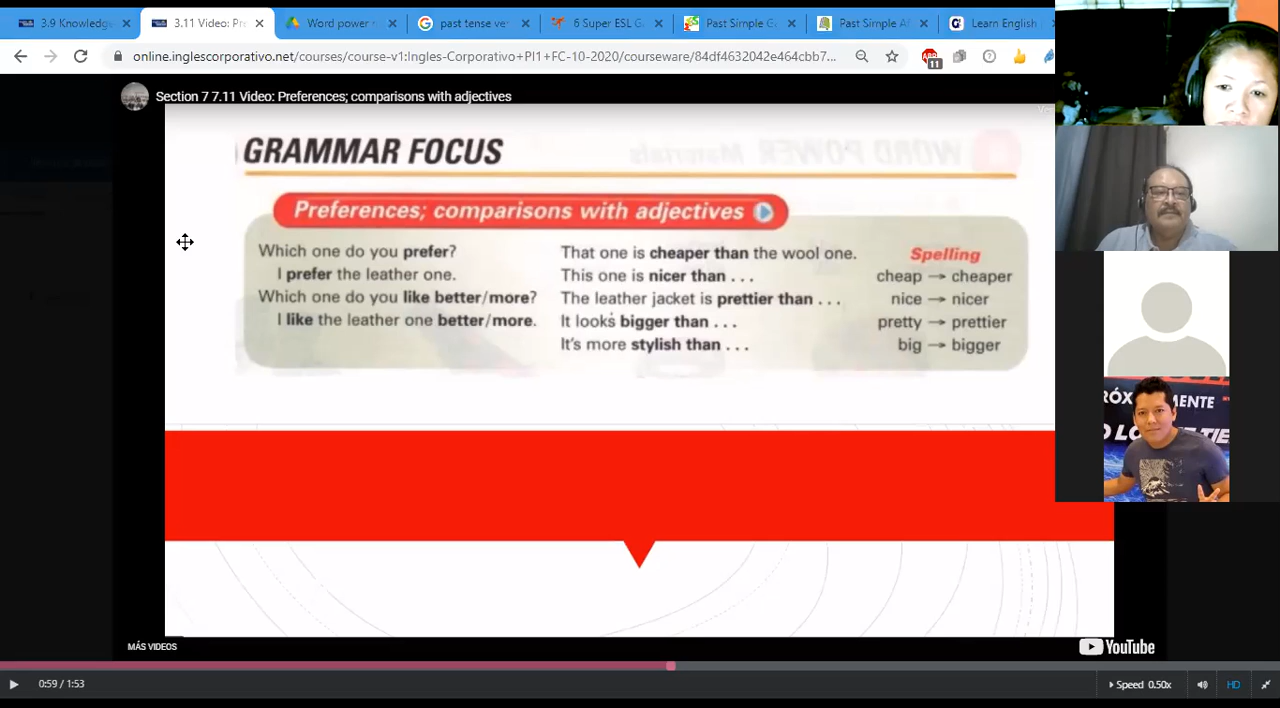 3.9 Knowledg
3.11 Video: Pre
Word power
past tense ver
6 Super ESL G
Past Simple G
Past Simple A
Learn English
online.inglescorporativo.net/courses/course-v1:Ingles-Corporativo+PI1+FC-10-2020/courseware/84df4632042e464cbb7...
11
Section 7 7.11 Video: Preferences; comparisons with adjectives
GRAMMAR FOCUS
WORD POWER Materials
Preferences; comparisons with adjectives
Which one do you prefer?
I prefer the leather one.
Which one do you like better/more?
I like the leather one better/more.
That one is cheaper than the wool one.
This one is nicer than . . .
The leather jacket is prettier than . . .
It looks bigger than . . .
It's more stylish than . . .
Spelling
cheap → cheaper
nice → nicer
pretty → prettier
big → bigger
MÁS VIDEOS
YouTube
0:59 / 1:53
Speed 0.50x
HD